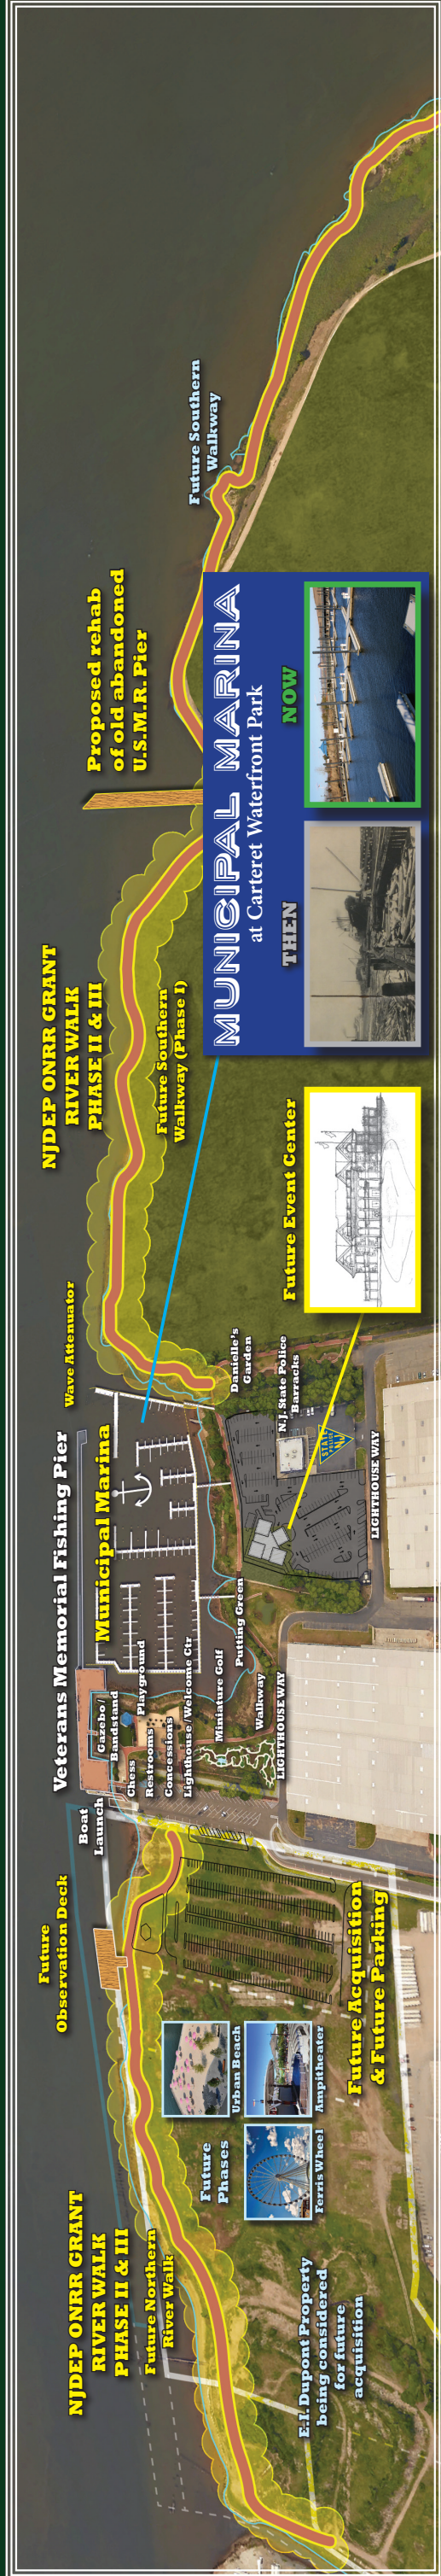 NJDEP ONRR GRANT
RIVER WALK
PHASE II & III
Future Northern
River Walk
E.I. Dupont Property
being considered
for future
acquisition
Future
Phases
Ferris Wheel
Urban Beach
Ampitheater
Future
Observation Deck
Future Acquisition
& Future Parking
Boat
Launch
Veterans Memorial Fishing Pier
Gazebo /
Bandstand
Chess
Playground
Restrooms
Concessions
Lighthouse/Welcome Ctr
Miniature Golf
Putting Green
Walkway
LIGHTHOUSE WAY
Municipal Marina
Wave Attenuator
Danielle's
Garden
N.J. State Police
Barracks
STATE
POLICE
N.J.
LIGHTHOUSE WAY
Future Event Center
NJDEP ONRR GRANT
RIVER WALK
PHASE II & III
Future Southern
Walkway (Phase I)
Proposed rehab
of old abandoned
U.S.M.R. Pier
MUNICIPAL MARINA
at Carteret Waterfront Park
THEN
NOW
Future Southern
Walkway